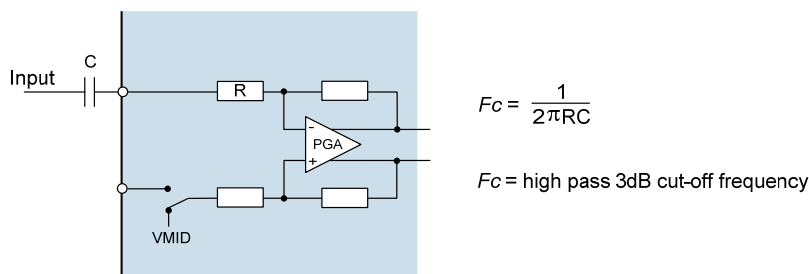 C
Input
R
-
PGA
+
VMID
Fc = 1 / 2πRC
Fc = high pass 3dB cut-off frequency